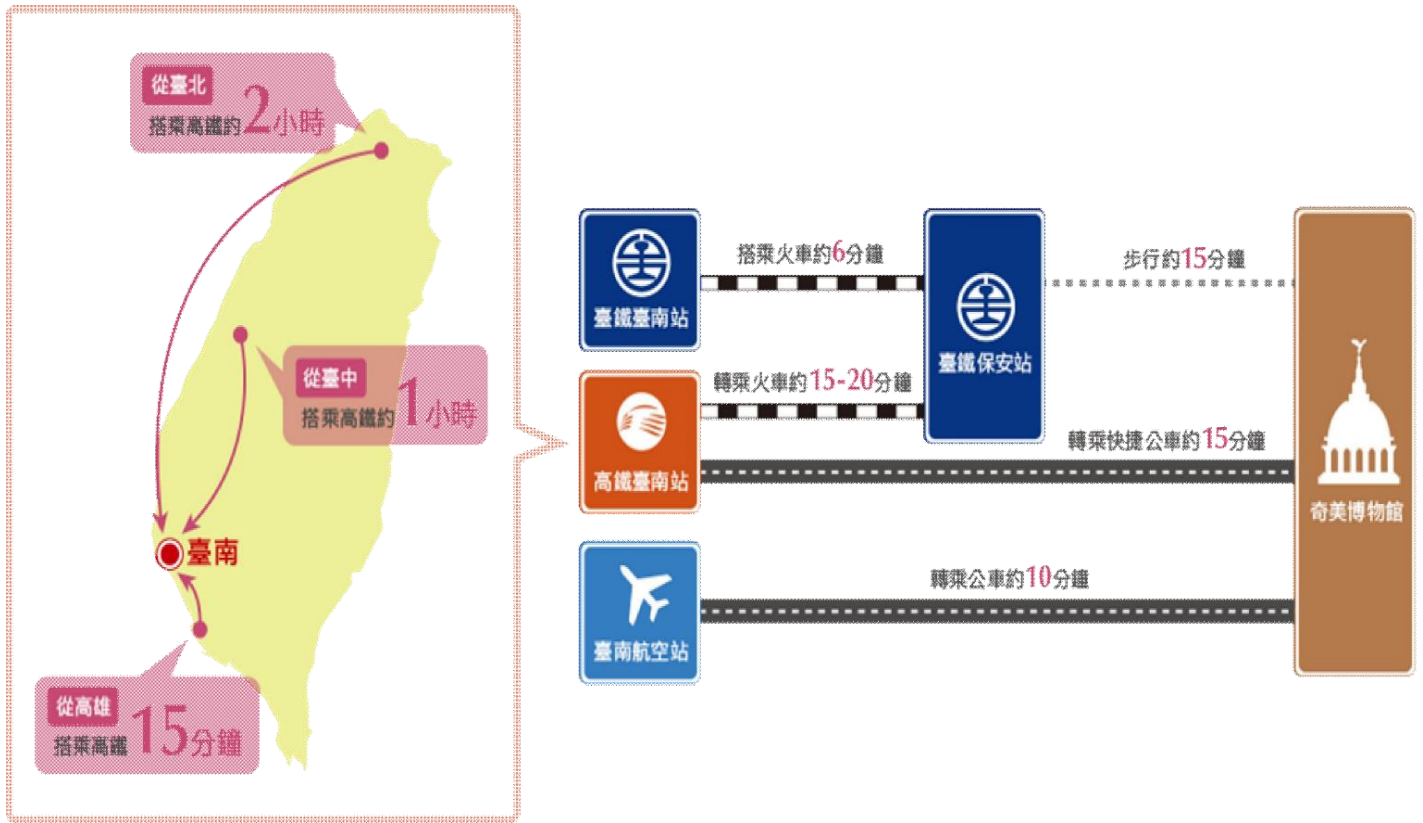 從臺北
搭乘高鐵約2小時
從臺中
搭乘高鐵約1小時
臺南
從高雄
搭乘高鐵15分鐘
臺鐵臺南站
搭乘火車約6分鐘
臺鐵保安站
步行約15分鐘
高鐵臺南站
轉乘火車約15-20分鐘
轉乘快捷公車約15分鐘
臺南航空站
轉乘公車約10分鐘
奇美博物館